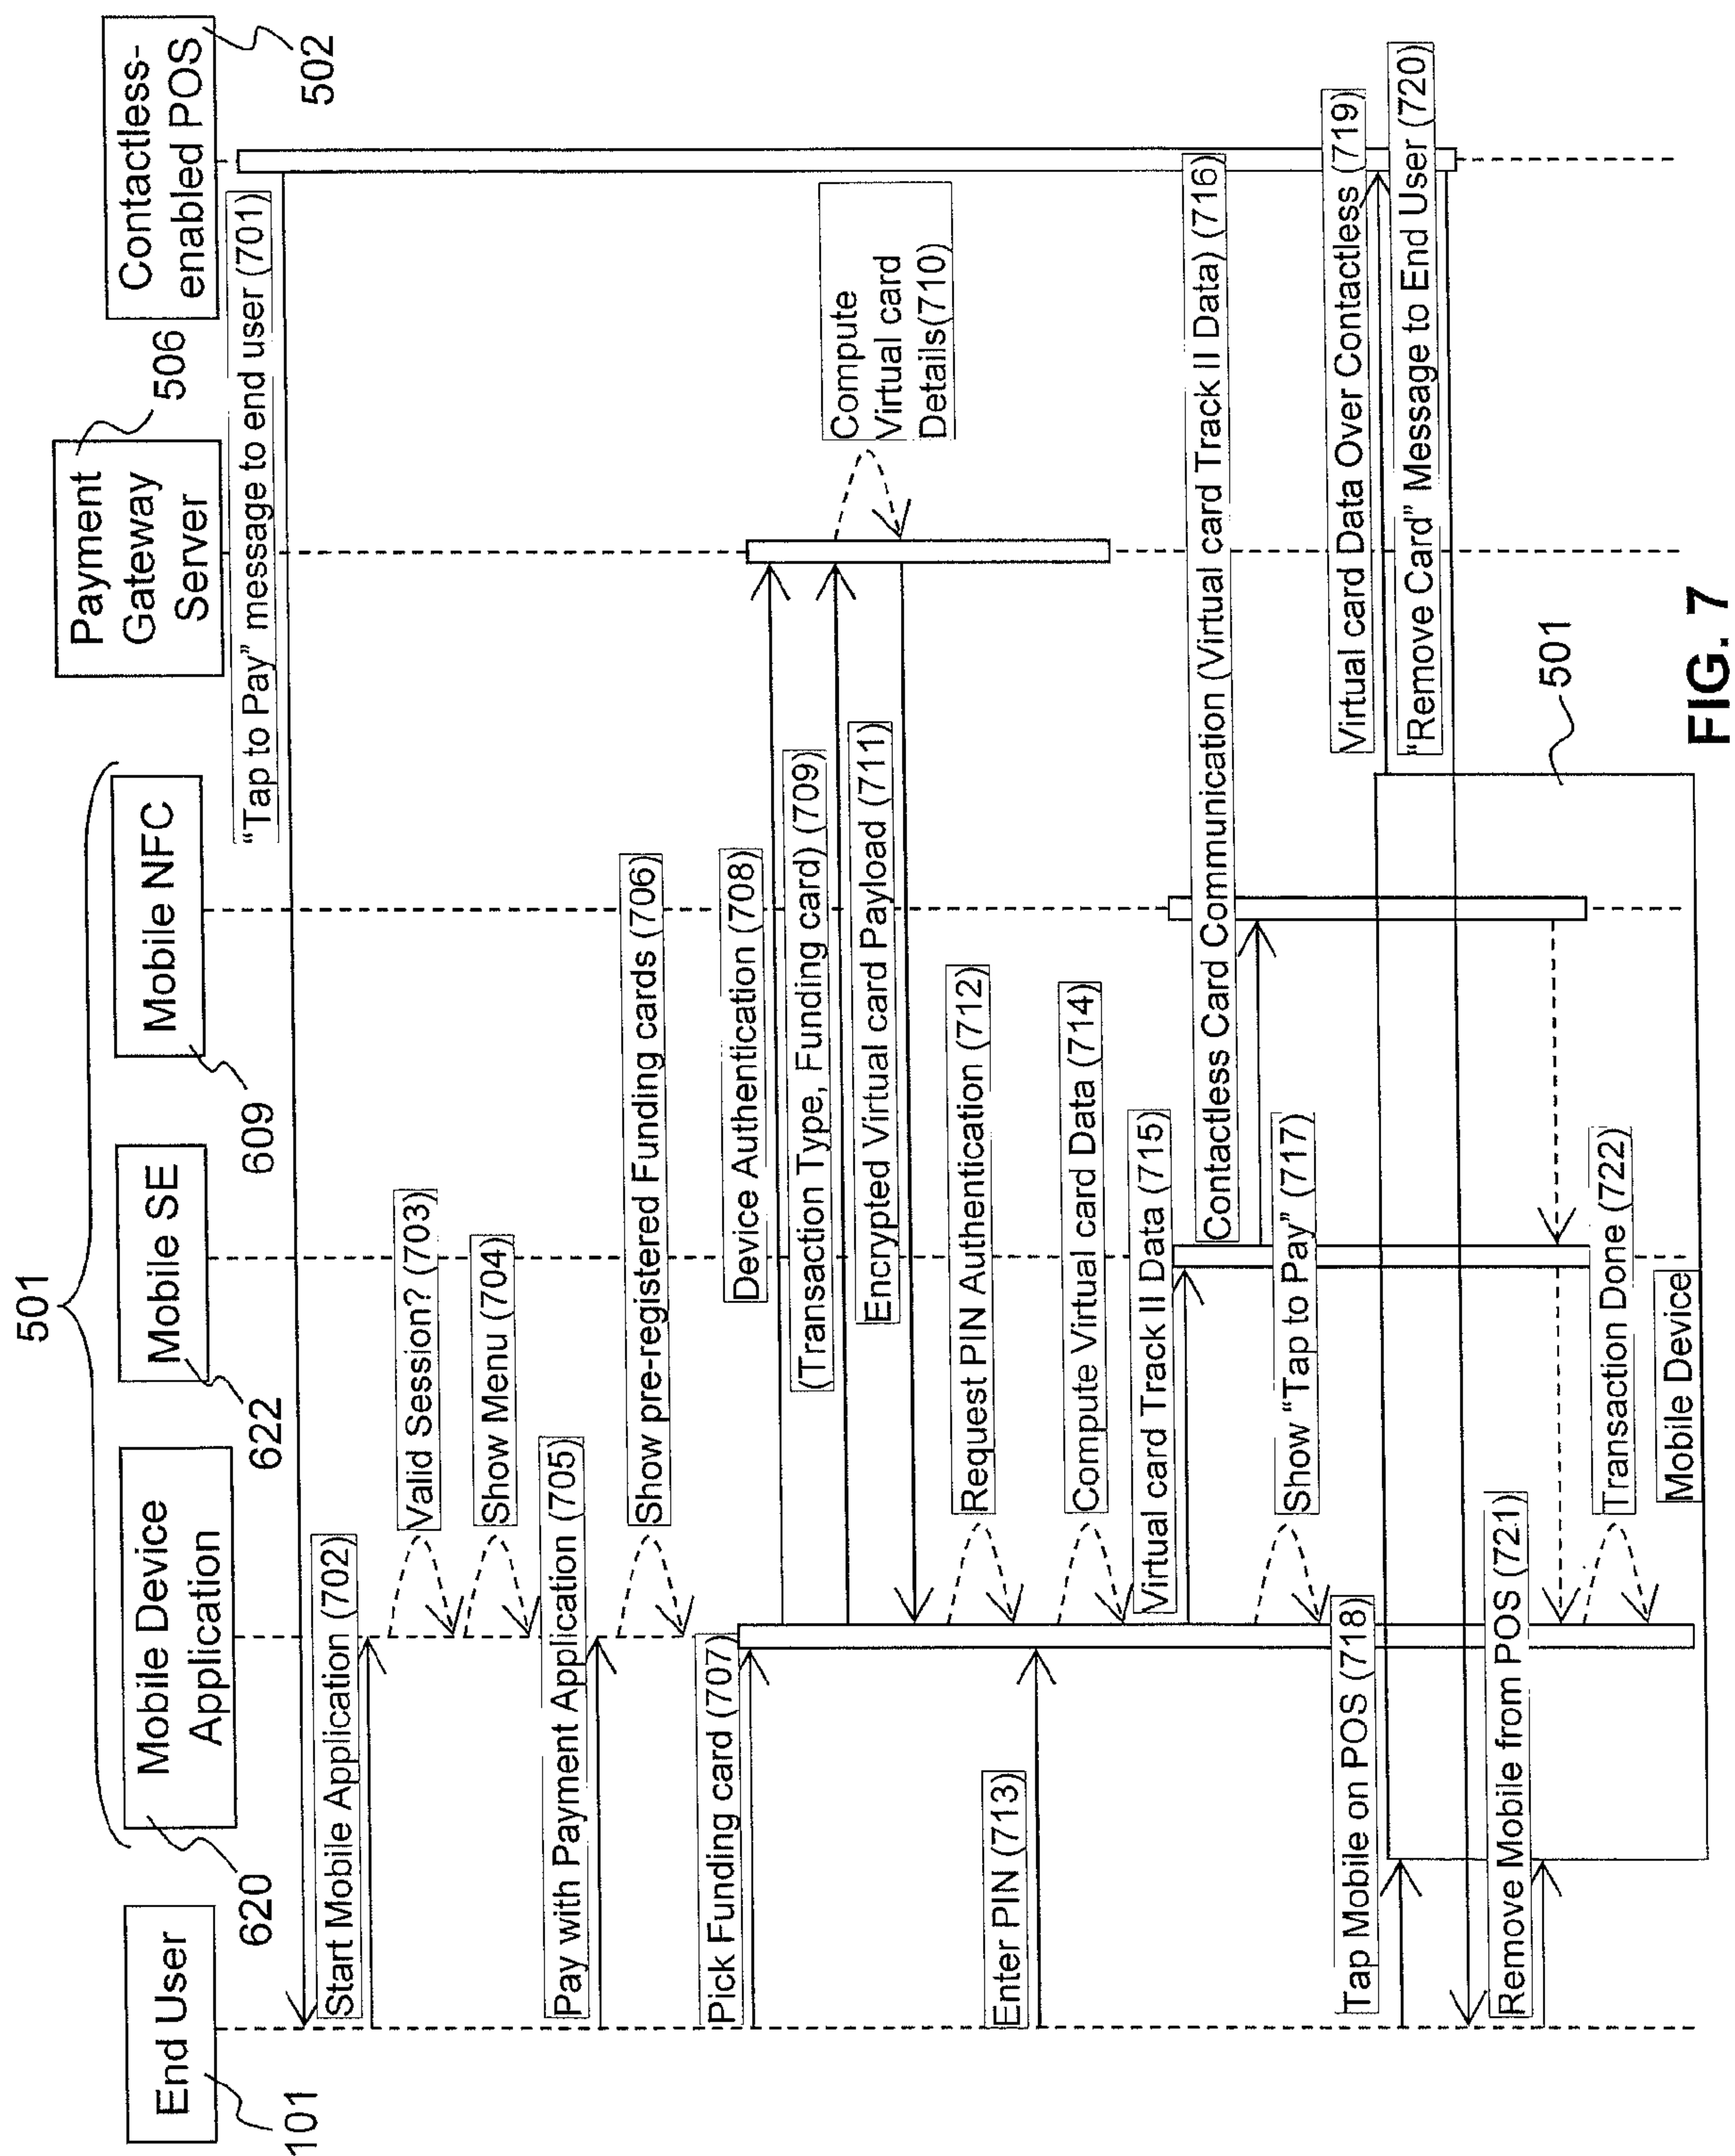 501
End User
101
Mobile Device
Application
620
Mobile SE
622
Mobile NFC
609
Payment
Gateway
Server
506
Contactless-
enabled POS
502
"Tap to Pay" message to end user (701)
Start Mobile Application (702)
Valid Session? (703)
Show Menu (704)
Pay with Payment Application (705)
Show pre-registered Funding cards (706)
Pick Funding card (707)
Device Authentication (708)
(Transaction Type, Funding card) (709)
Compute
Virtual card
Details(710)
Encrypted Virtual card Payload (711)
Request PIN Authentication (712)
Enter PIN (713)
Compute Virtual card Data (714)
Virtual card Track II Data (715)
Contactless Card Communication (Virtual card Track II Data) (716)
Show "Tap to Pay" (717)
Tap Mobile on POS (718)
Virtual card Data Over Contactless (719)
"Remove Card" Message to End User (720)
Remove Mobile from POS (721)
Transaction Done (722)
Mobile Device
501
FIG. 7